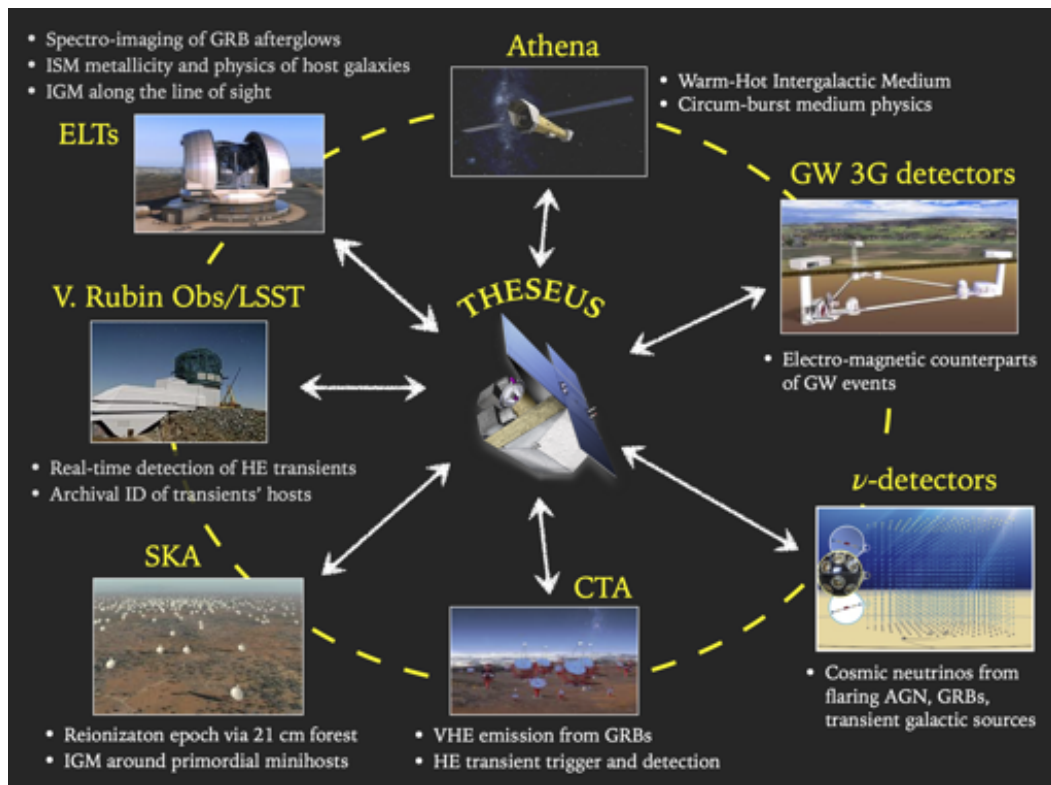 • Spectro-imaging of GRB afterglows
• ISM metallicity and physics of host galaxies
• IGM along the line of sight
ELTs
Athena
• Warm-Hot Intergalactic Medium
• Circum-burst medium physics
GW 3G detectors
• Electro-magnetic counterparts
of GW events
V. Rubin Obs/LSST
• Real-time detection of HE transients
• Archival ID of transients' hosts
THESEUS
ν-detectors
• Cosmic neutrinos from
flaring AGN, GRBs,
transient galactic sources
SKA
• Reionizaton epoch via 21 cm forest
• IGM around primordial minihosts
CTA
• VHE emission from GRBs
• HE transient trigger and detection